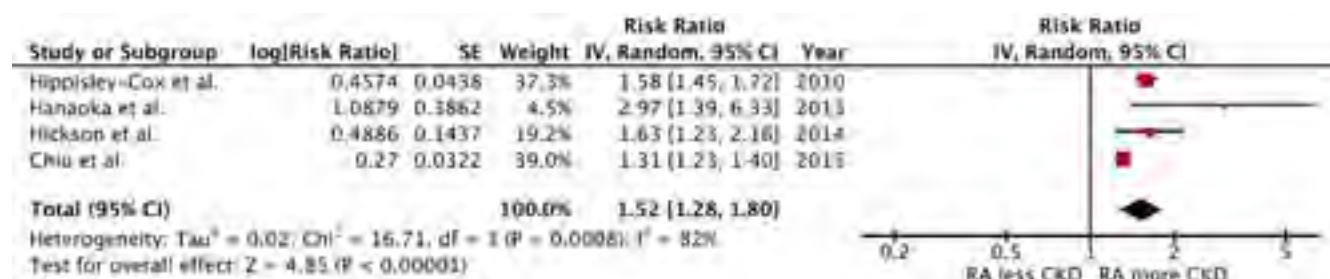 Risk Ratio Risk Ratio
Study or Subgroup log[Risk Ratio] SE Weight IV, Random, 95% CI Year IV, Random, 95% CI
Hippisley-Cox et al. 0.4574 0.0438 37.3% 1.58 [1.45, 1.72] 2010
Hanaoka et al. 1.0879 0.3862 4.5% 2.97 [1.39, 6.33] 2013
Hickson et al. 0.4886 0.1437 19.2% 1.63 [1.23, 2.16] 2014
Chiu et al 0.27 0.0322 39.0% 1.31 [1.23, 1.40] 2015
Total (95% CI) 100.0% 1.52 [1.28, 1.80]
Heterogeneity: Tau² = 0.02; Chi² = 16.71, df = 3 (P = 0.0008); I² = 82%
Test for overall effect: Z = 4.85 (P < 0.00001)
0.2 0.5 1 2 5
RA less CKD RA more CKD